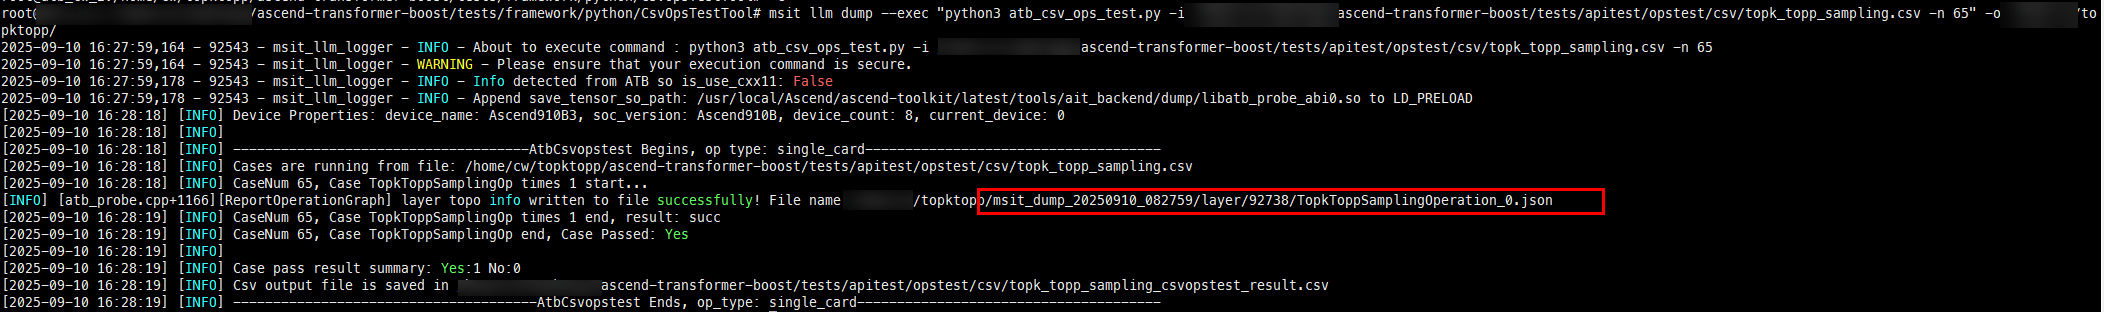 root@ /ascend-transformer-boost/tests/framework/python/CsvOpsTestTool# msit llm dump --exec "python3 atb_csv_ops_test.py -i ascend-transformer-boost/tests/apitest/opstest/csv/topk_topp_sampling.csv -n 65" -o /to
pktopp/
2025-09-10 16:27:59,164 - 92543 - msit_llm_logger - INFO - About to execute command : python3 atb_csv_ops_test.py -i ascend-transformer-boost/tests/apitest/opstest/csv/topk_topp_sampling.csv -n 65
2025-09-10 16:27:59,164 - 92543 - msit_llm_logger - WARNING - Please ensure that your execution command is secure.
2025-09-10 16:27:59,178 - 92543 - msit_llm_logger - INFO - Info detected from ATB so is_use_cxx11: False
2025-09-10 16:27:59,178 - 92543 - msit_llm_logger - INFO - Append save_tensor_so_path: /usr/local/Ascend/ascend-toolkit/latest/tools/ait_backend/dump/libatb_probe_abi0.so to LD_PRELOAD
[2025-09-10 16:28:18] [INFO] Device Properties: device_name: Ascend910B3, soc_version: Ascend910B, device_count: 8, current_device: 0
[2025-09-10 16:28:18] [INFO]
[2025-09-10 16:28:18] [INFO] -------------------------------------AtbCsvopstest Begins, op type: single_card-------------------------------------
[2025-09-10 16:28:18] [INFO] Cases are running from file: /home/cw/topktopp/ascend-transformer-boost/tests/apitest/opstest/csv/topk_topp_sampling.csv
[2025-09-10 16:28:18] [INFO] CaseNum 65, Case TopkToppSamplingOp times 1 start...
[INFO] [atb_probe.cpp+1166][ReportOperationGraph] layer topo info written to file successfully! File name /topktopp/msit_dump_20250910_082759/layer/92738/TopkToppSamplingOperation_0.json
[2025-09-10 16:28:19] [INFO] CaseNum 65, Case TopkToppSamplingOp times 1 end, result: succ
[2025-09-10 16:28:19] [INFO] CaseNum 65, Case TopkToppSamplingOp end, Case Passed: Yes
[2025-09-10 16:28:19] [INFO]
[2025-09-10 16:28:19] [INFO] Case pass result summary: Yes:1 No:0
[2025-09-10 16:28:19] [INFO] Csv output file is saved in ascend-transformer-boost/tests/apitest/opstest/csv/topk_topp_sampling_csvopstest_result.csv
[2025-09-10 16:28:19] [INFO] --------------------------------------AtbCsvopstest Ends, op_type: single_card--------------------------------------